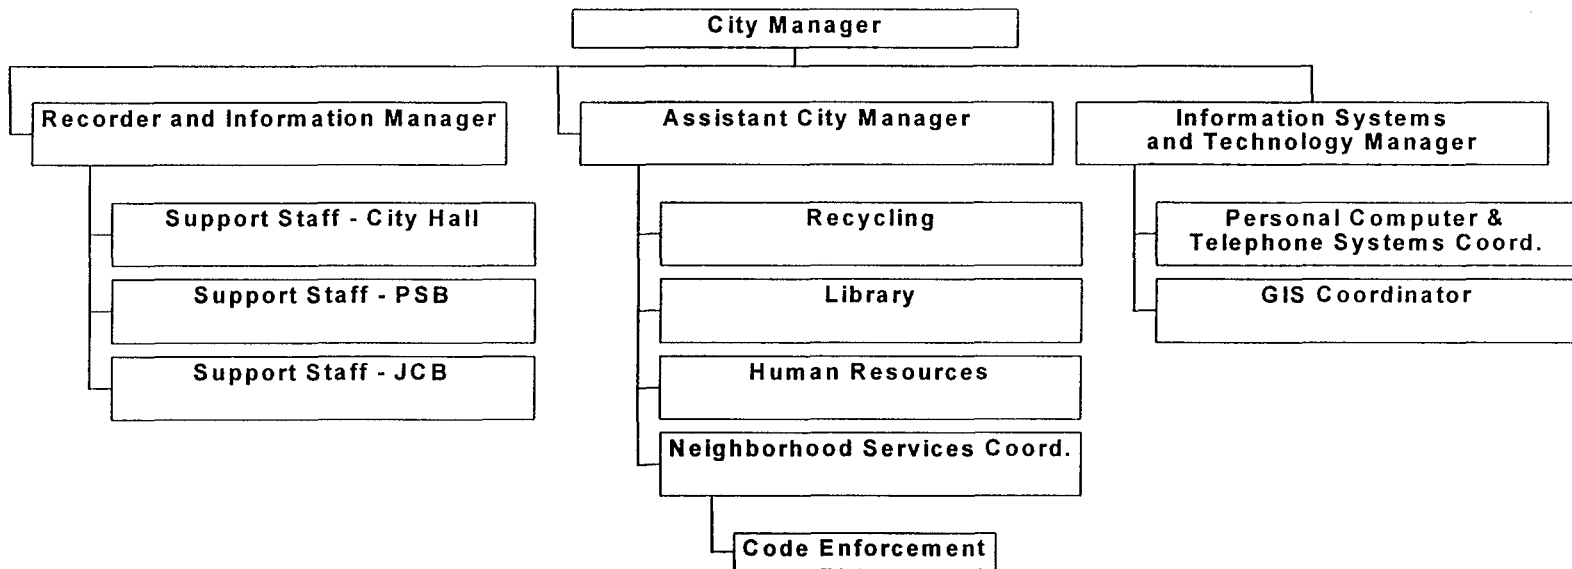 City Manager
Recorder and Information Manager
Assistant City Manager
Information Systems
and Technology Manager
Support Staff - City Hall
Recycling
Personal Computer &
Telephone Systems Coord.
Support Staff - PSB
Library
GIS Coordinator
Support Staff - JCB
Human Resources
Neighborhood Services Coord.
Code Enforcement